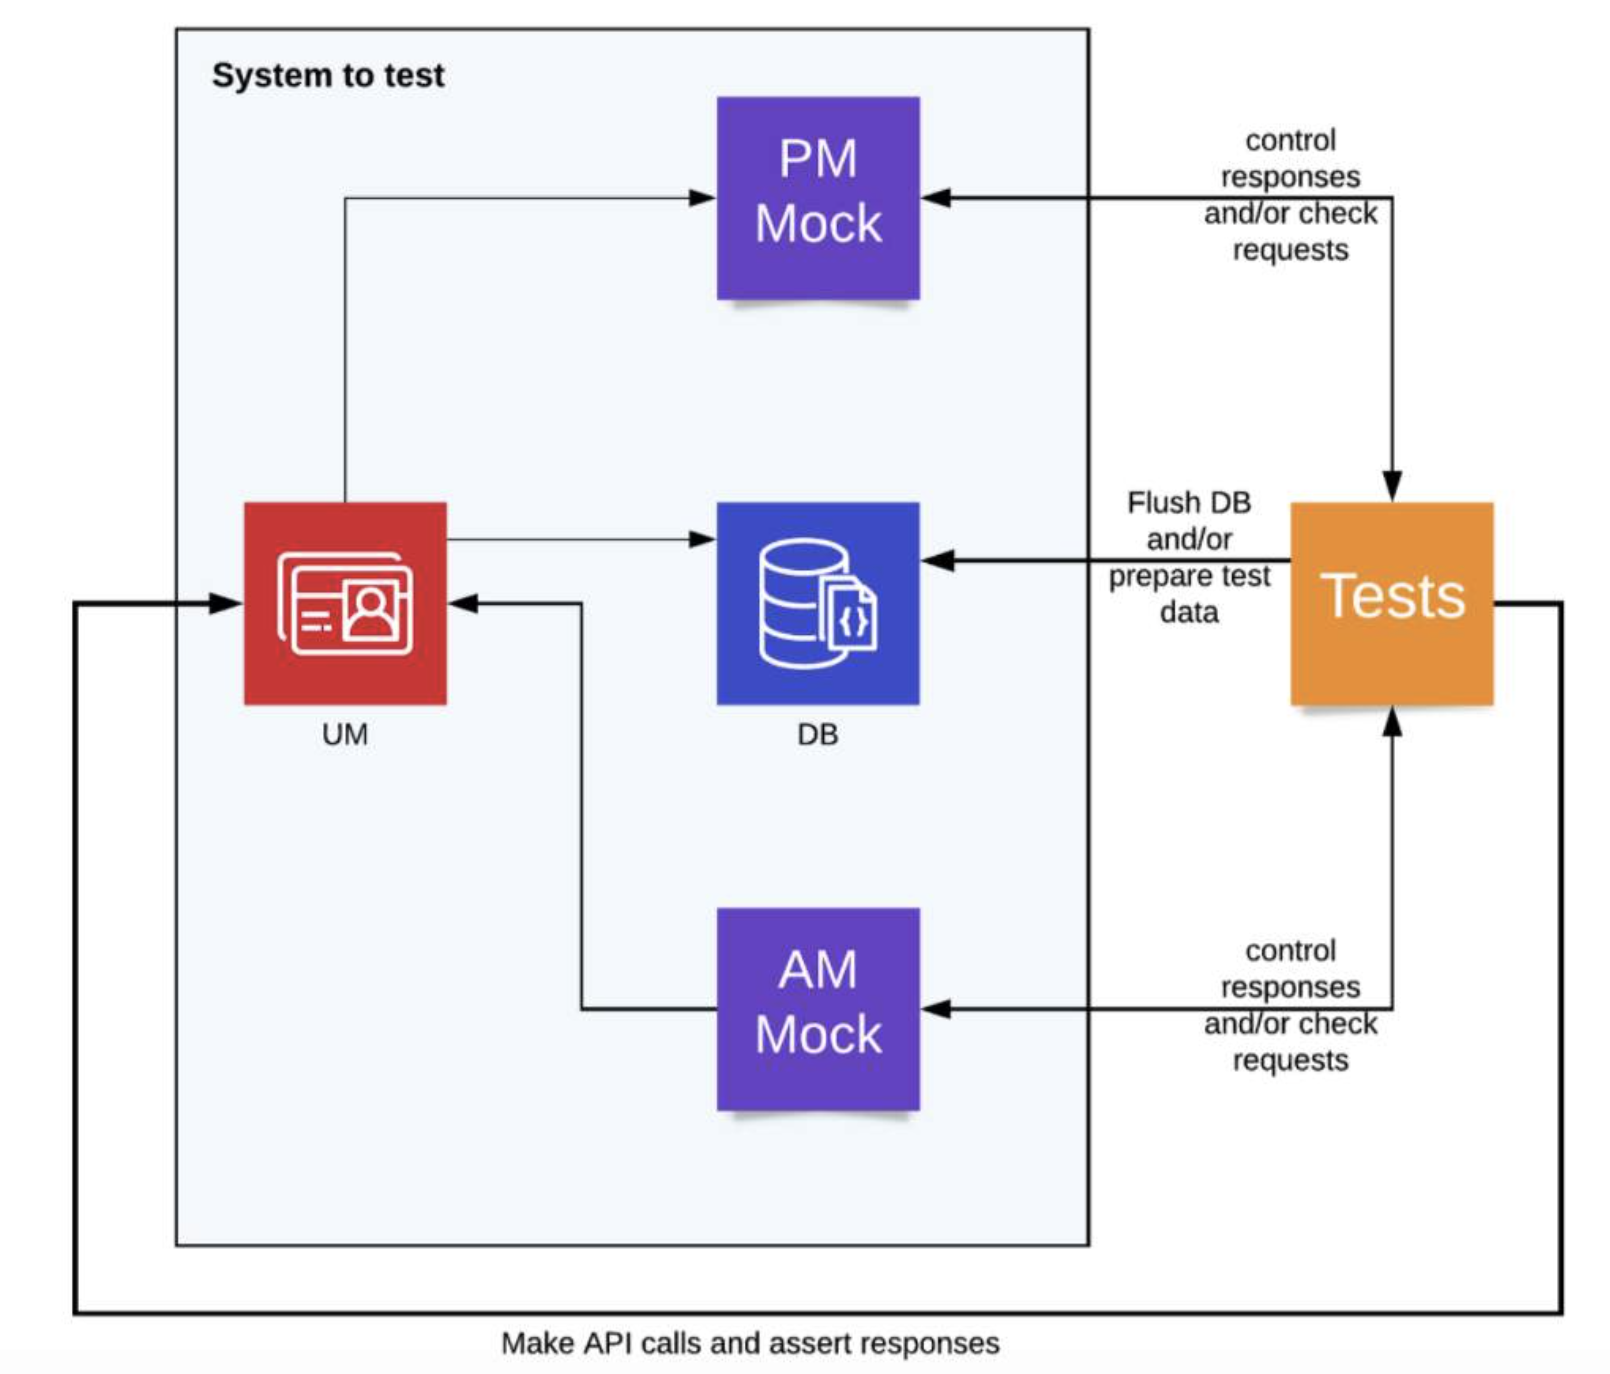 System to test
PM
Mock
control
responses
and/or check
requests
Flush DB
and/or
prepare test
data
Tests
{}
UM
DB
AM
Mock
control
responses
and/or check
requests
Make API calls and assert responses